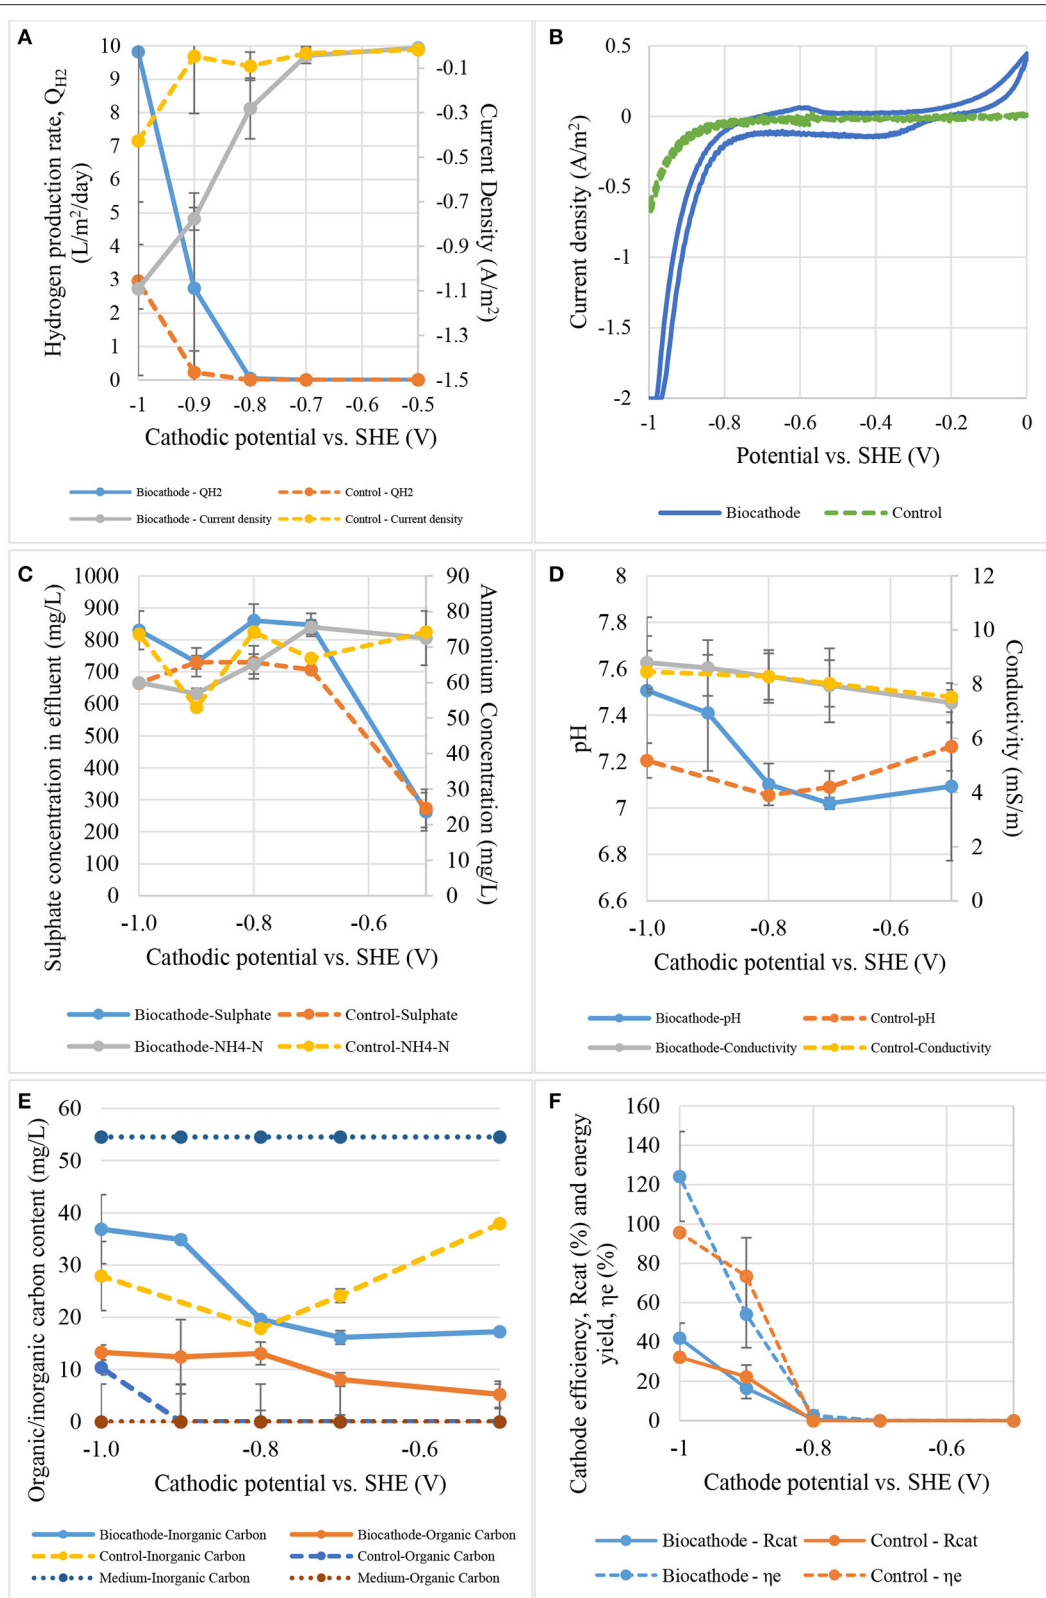 A
Hydrogen production rate, QH2
(L/m²/day)
10
9
8
7
6
5
4
3
2
1
0
-0.1
-0.3
-0.5
-0.7
-0.9
-1.1
-1.3
-1.5
Current Density (A/m²)
-1 -0.9 -0.8 -0.7 -0.6 -0.5
Cathodic potential vs. SHE (V)
Biocathode - QH2
Control - QH2
Biocathode - Current density
Control - Current density
B
Current density (A/m²)
0.5
0
-0.5
-1
-1.5
-2
-1 -0.8 -0.6 -0.4 -0.2 0
Potential vs. SHE (V)
Biocathode
Control
C
Sulphate concentration in effluent (mg/L)
1000
900
800
700
600
500
400
300
200
100
0
90
80
70
60
50
40
30
20
10
0
Ammonium Concentration (mg/L)
-1.0 -0.8 -0.6
Cathodic potential vs. SHE (V)
Biocathode-Sulphate
Control-Sulphate
Biocathode-NH4-N
Control-NH4-N
D
pH
8
7.8
7.6
7.4
7.2
7
6.8
6.6
12
10
8
6
4
2
0
Conductivity (mS/m)
-1.0 -0.8 -0.6
Cathodic potential vs. SHE (V)
Biocathode-pH
Control-pH
Biocathode-Conductivity
Control-Conductivity
E
Organic/inorganic carbon content (mg/L)
60
50
40
30
20
10
0
-1.0 -0.8 -0.6
Cathodic potential vs. SHE (V)
Biocathode-Inorganic Carbon
Biocathode-Organic Carbon
Control-Inorganic Carbon
Control-Organic Carbon
Medium-Inorganic Carbon
Medium-Organic Carbon
F
Cathode efficiency, Rcat (%) and energy
yield, ηe (%)
160
140
120
100
80
60
40
20
0
-1 -0.8 -0.6
Cathode potential vs. SHE (V)
Biocathode - Rcat
Control - Rcat
Biocathode - ηe
Control - ηe